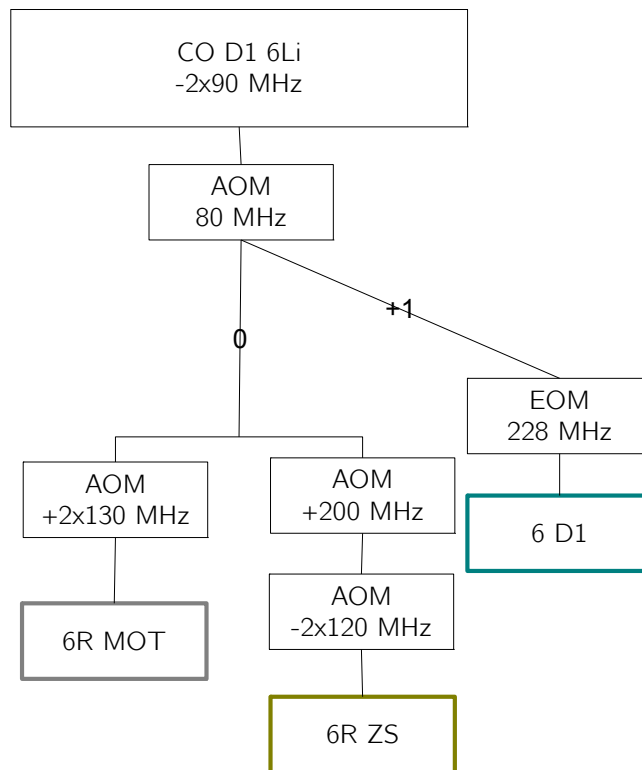 CO D1 6Li
-2x90 MHz
AOM
80 MHz
+1
0
EOM
228 MHz
AOM
+2x130 MHz
AOM
+200 MHz
6 D1
AOM
-2x120 MHz
6R MOT
6R ZS